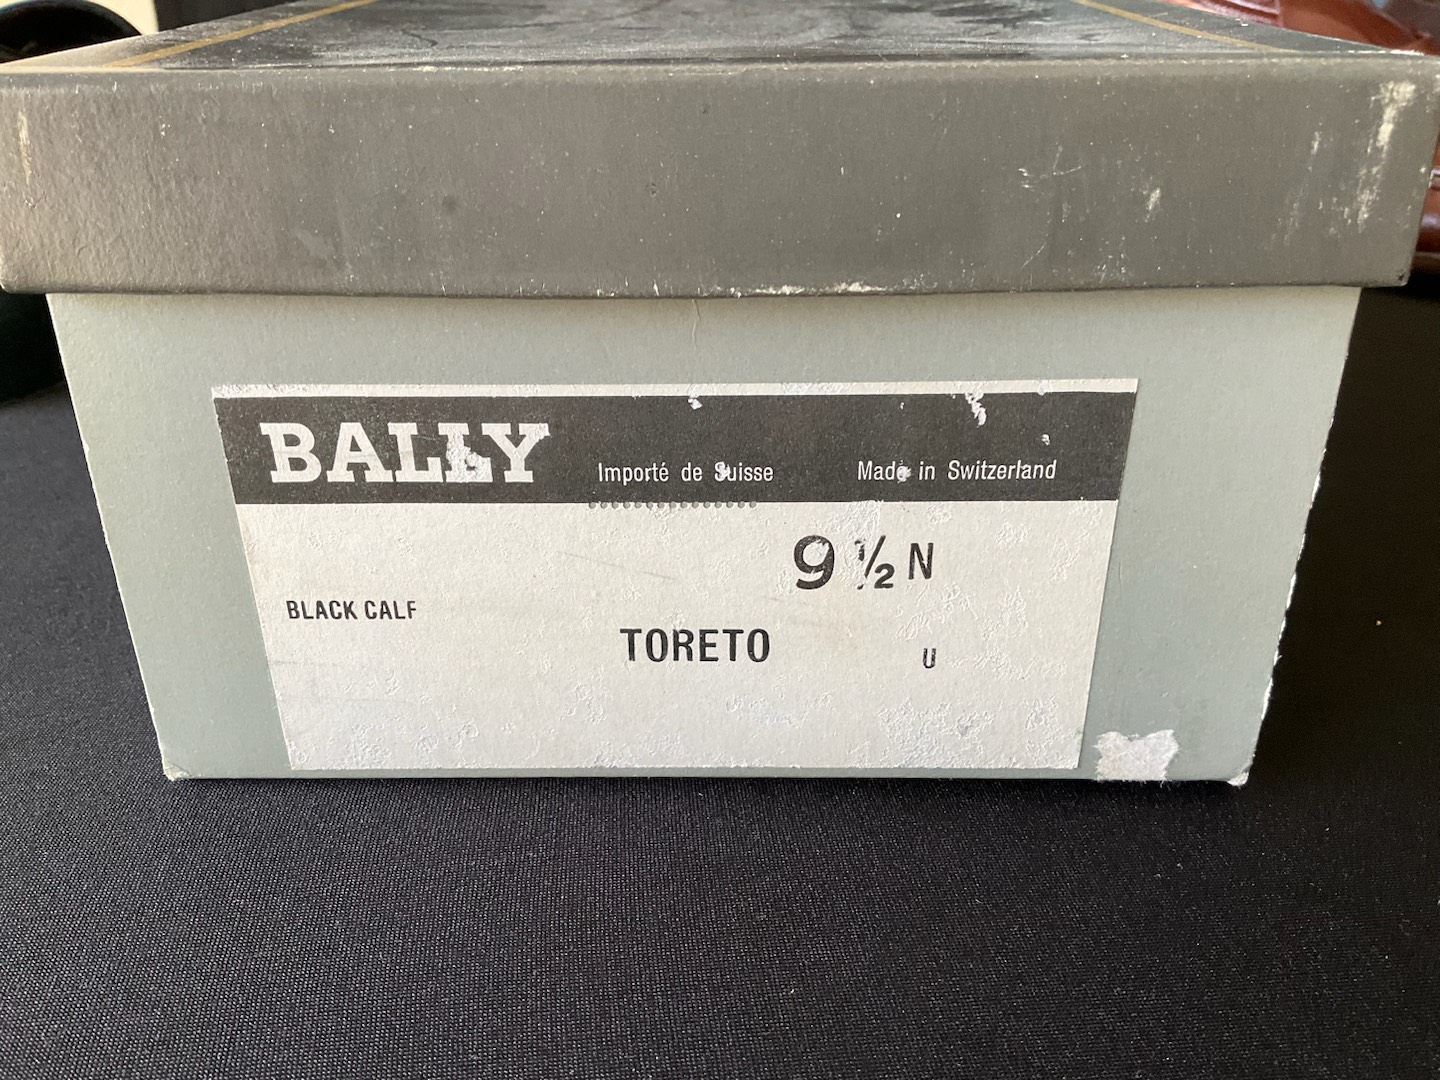 BALLY Importé de Suisse Made in Switzerland
9 ½ N
BLACK CALF
TORETO U